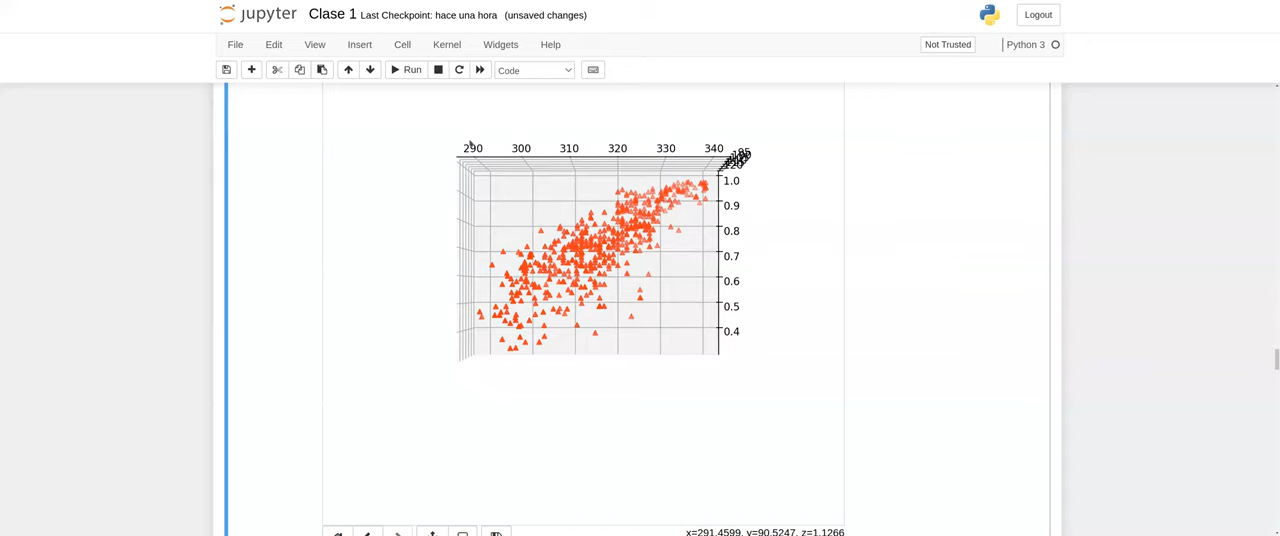 jupyter Clase 1 Last Checkpoint: hace una hora (unsaved changes) Logout
File Edit View Insert Cell Kernel Widgets Help Not Trusted Python 3
Run Code
290 300 310 320 330 340
1.0
0.9
0.8
0.7
0.6
0.5
0.4
x=291.4599, y=90.5247, z=1.1266